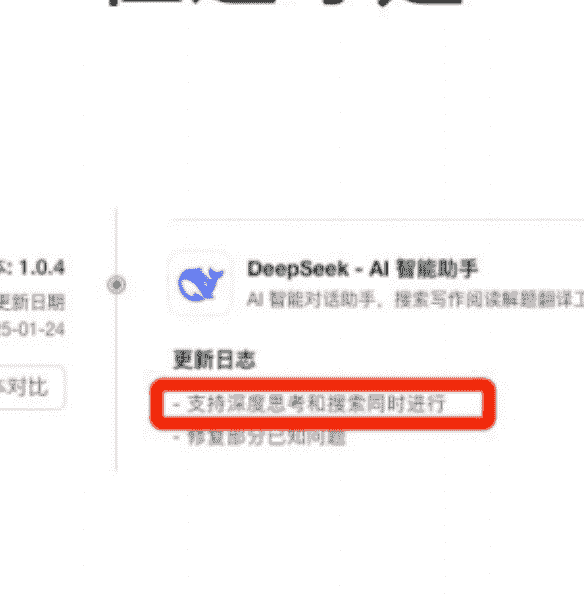 : 1.0.4
更新日期
5-01-24
对比
DeepSeek - AI 智能助手
AI 智能对话助手，搜索写作阅读解题翻译工
更新日志
- 支持深度思考和搜索同时进行
- 修复部分已知问题